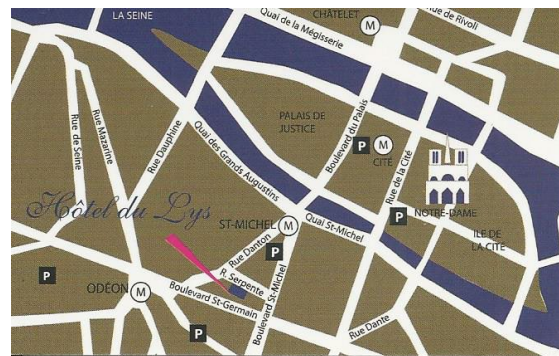 LA SEINE
CHÂTELET
M
Rue de Rivoli
Quai de la Mégisserie
Rue de Seine
Rue Mazarine
Rue Dauphine
Quai des Grands Augustins
PALAIS DE
JUSTICE
Boulevard du Palais
P
M
CITÉ
Rue de la Cité
NOTRE-DAME
P
ILE DE
LA CITÉ
Hôtel du Lys
ST-MICHEL
M
Quai St-Michel
Rue Danton
P
R. Serpente
Boulevard St-Michel
Boulevard St-Germain
P
ODÉON
M
P
Rue Dante